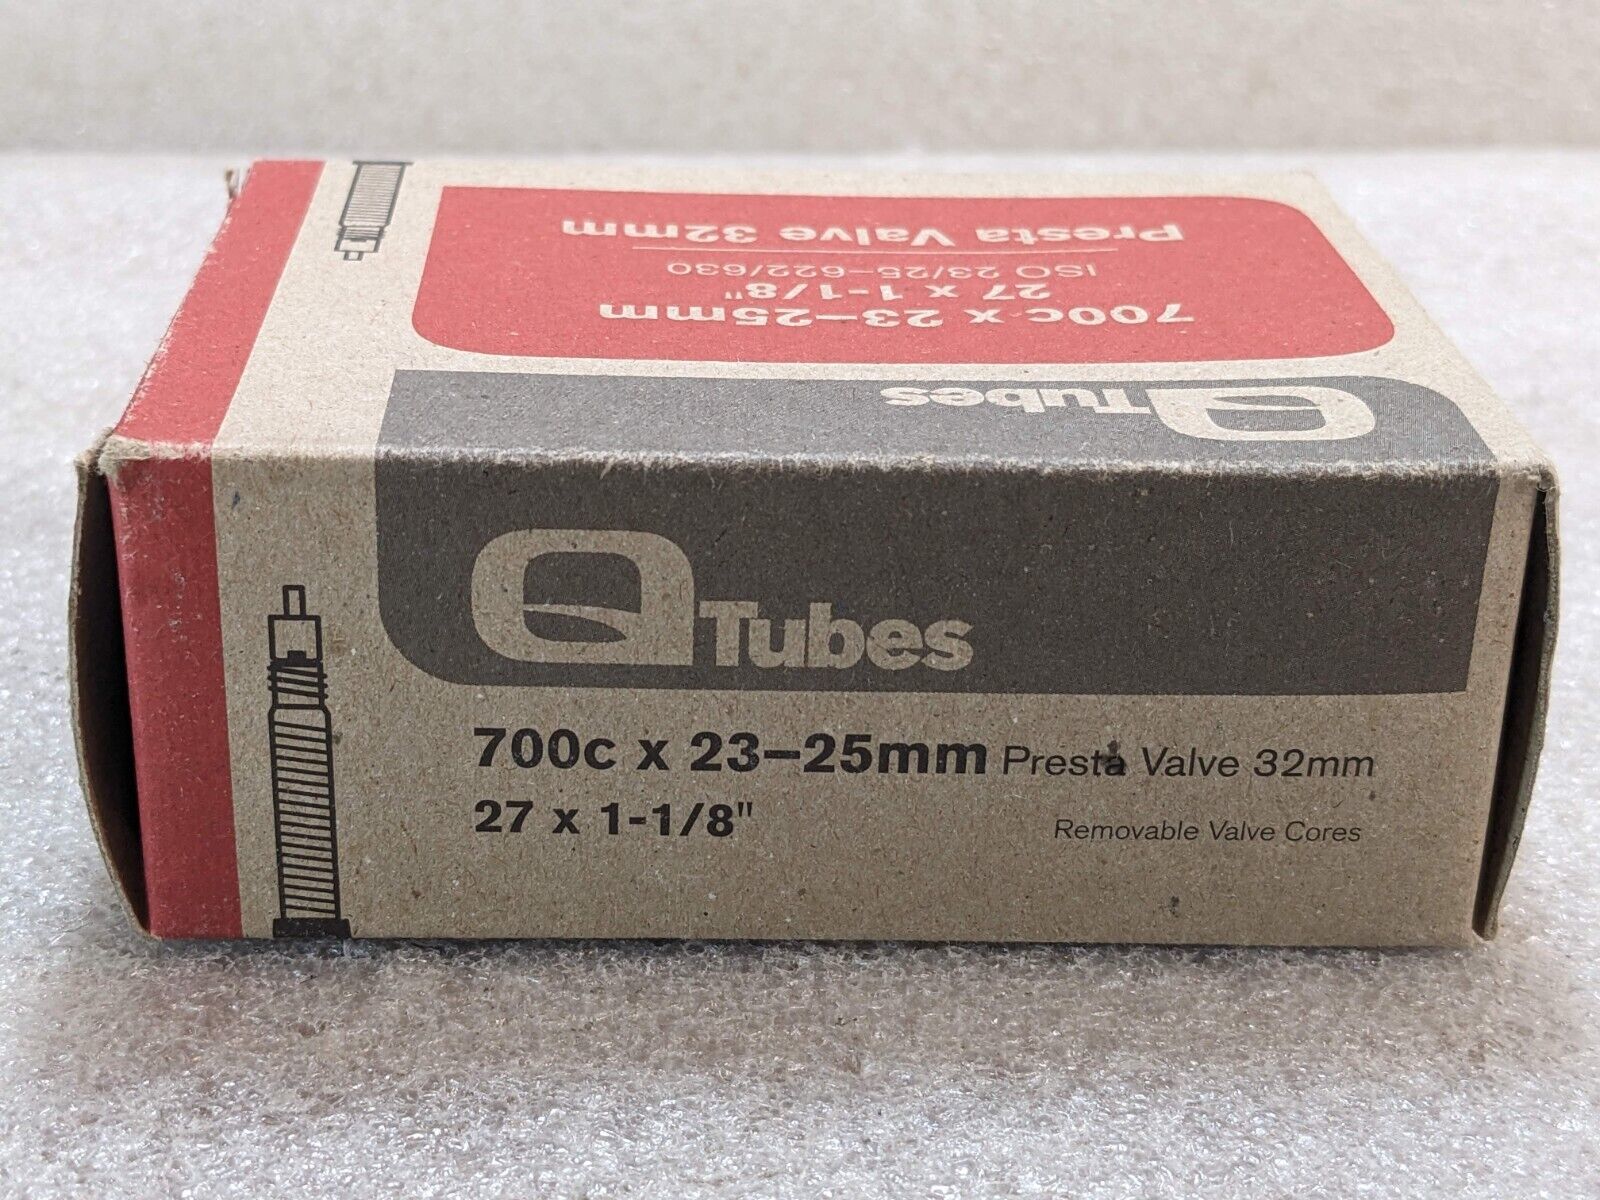 Presta Valve 32mm
ISO 23/25-622/630
27 x 1-1/8"
700c x 23-25mm
Q Tubes
Q Tubes
700c x 23-25mm Presta Valve 32mm
27 x 1-1/8"
Removable Valve Cores